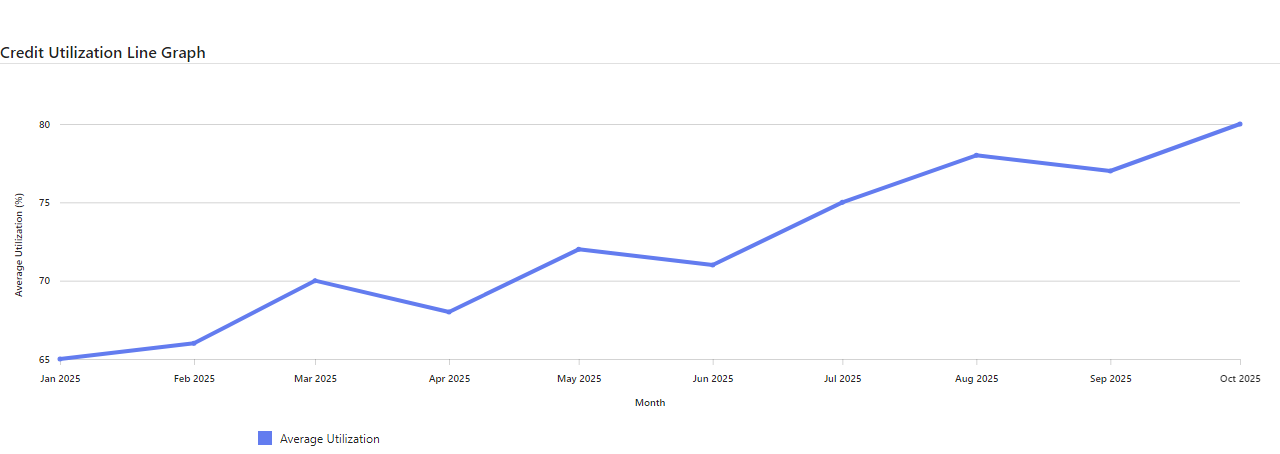 Credit Utilization Line Graph
80
75
70
65
Average Utilization (%)
Jan 2025 Feb 2025 Mar 2025 Apr 2025 May 2025 Jun 2025 Jul 2025 Aug 2025 Sep 2025 Oct 2025
Month
Average Utilization